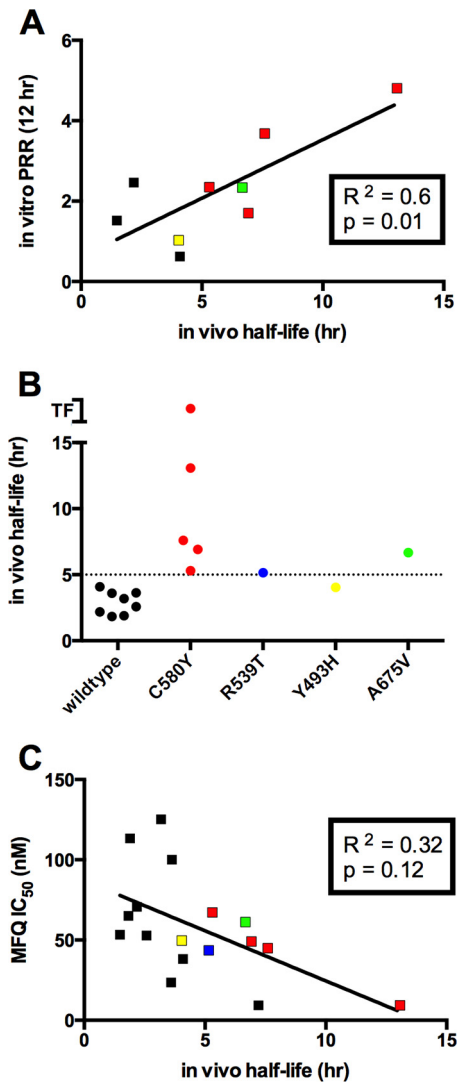 A
in vitro PRR (12 hr)
6
4
2
0
R² = 0.6
p = 0.01
0 5 10 15
in vivo half-life (hr)
B
in vivo half-life (hr)
TF
15
10
5
0
wildtype C580Y R539T Y493H A675V
C
MFQ IC₅₀ (nM)
150
100
50
0
R² = 0.32
p = 0.12
0 5 10 15
in vivo half-life (hr)